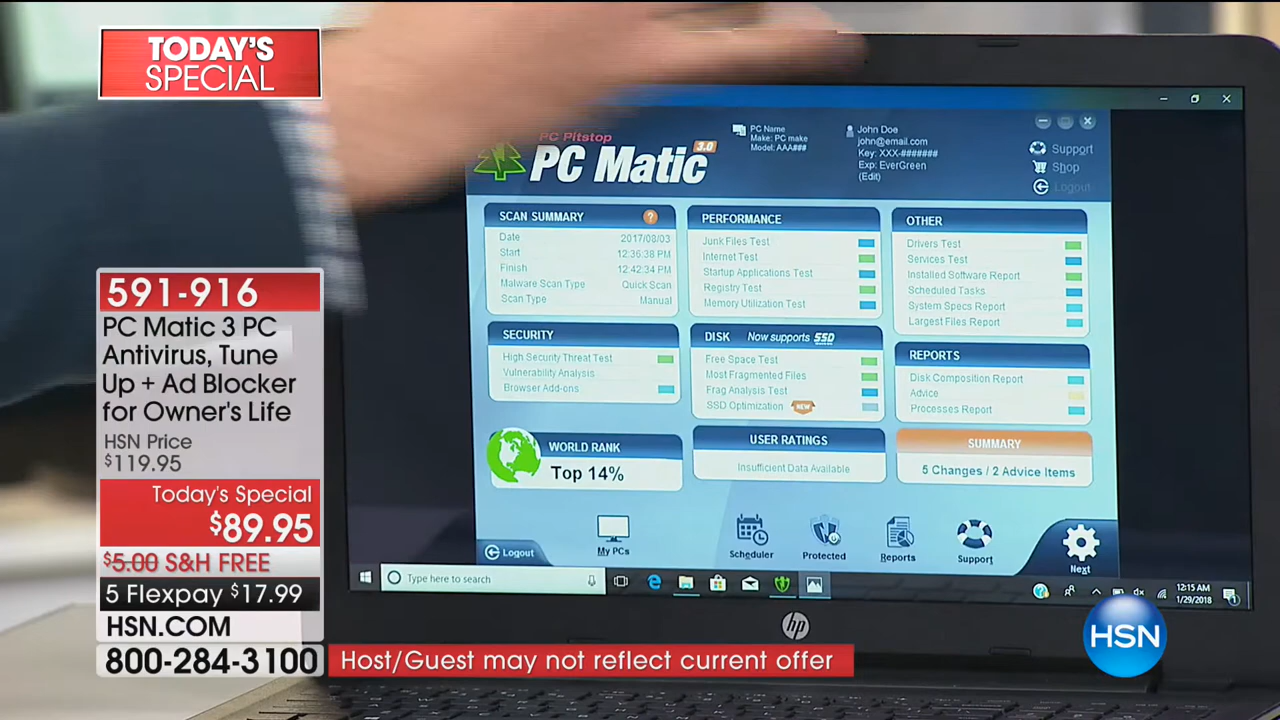 TODAY'S
SPECIAL
591-916
PC Matic 3 PC
Antivirus, Tune
Up + Ad Blocker
for Owner's Life
HSN Price
$119.95
Today's Special
$89.95
$5.00 S&H FREE
5 Flexpay $17.99
HSN.COM
800-284-3100
Host/Guest may not reflect current offer
HSN
PC Pitstop
PC Matic 3.0
PC Name
Make: PC make
Model: AAA###
John Doe
john@email.com
Key: XXX-#######
Exp: EverGreen
(Edit)
Support
Shop
Logout
SCAN SUMMARY ?
Date 2017/08/03
Start 12:36:38 PM
Finish 12:42:34 PM
Malware Scan Type Quick Scan
Scan Type Manual
PERFORMANCE
Junk Files Test
Internet Test
Startup Applications Test
Registry Test
Memory Utilization Test
OTHER
Drivers Test
Services Test
Installed Software Report
Scheduled Tasks
System Specs Report
Largest Files Report
SECURITY
High Security Threat Test
Vulnerability Analysis
Browser Add-ons
DISK Now supports SSD
Free Space Test
Most Fragmented Files
Frag Analysis Test
SSD Optimization NEW
REPORTS
Disk Composition Report
Advice
Processes Report
WORLD RANK
Top 14%
USER RATINGS
Insufficient Data Available
SUMMARY
5 Changes / 2 Advice Items
Logout
My PCs
Scheduler
Protected
Reports
Support
Next
Type here to search
12:15 AM
1/29/2018
hp